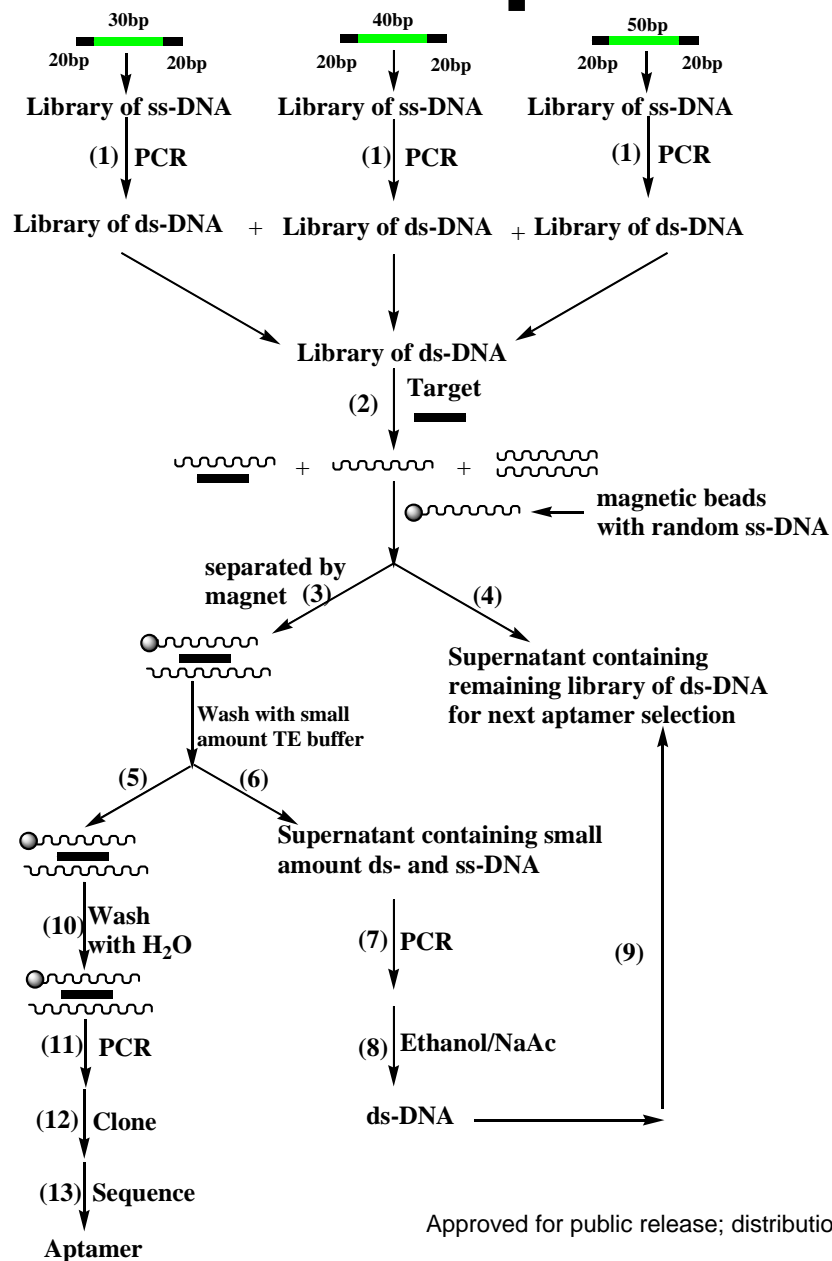 30bp
40bp
50bp
20bp 20bp
20bp 20bp
20bp 20bp
Library of ss-DNA
Library of ss-DNA
Library of ss-DNA
(1) PCR
(1) PCR
(1) PCR
Library of ds-DNA + Library of ds-DNA + Library of ds-DNA
Library of ds-DNA
(2) Target
+ +
magnetic beads
with random ss-DNA
separated by
magnet (3)
(4)
Supernatant containing
remaining library of ds-DNA
for next aptamer selection
Wash with small
amount TE buffer
(5)
(6)
Supernatant containing small
amount ds- and ss-DNA
(10) Wash
with H₂O
(7) PCR
(9)
(8) Ethanol/NaAc
ds-DNA
(11) PCR
(12) Clone
(13) Sequence
Aptamer
Approved for public release; distributio